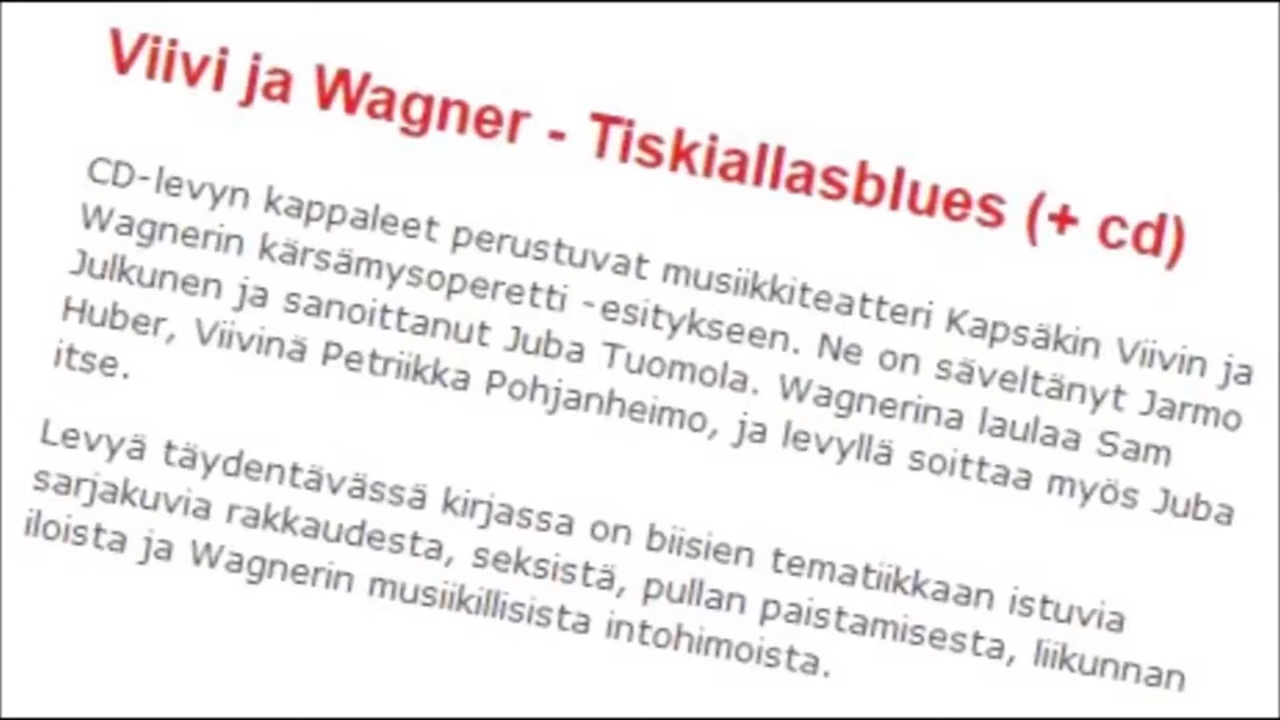 Viivi ja Wagner - Tiskiallasblues (+ cd)
CD-levyn kappaleet perustuvat musiikkiteatteri Kapsäkin Viivin ja
Wagnerin kärsämysoperetti -esitykseen. Ne on säveltänyt Jarmo
Julkunen ja sanoittanut Juba Tuomola. Wagnerina laulaa Sam
Huber, Viivinä Petriikka Pohjanheimo, ja levyllä soittaa myös Juba
itse.
Levyä täydentävässä kirjassa on biisien tematiikkaan istuvia
sarjakuvia rakkaudesta, seksistä, pullan paistamisesta, liikunnan
iloista ja Wagnerin musiikillisista intohimoista.